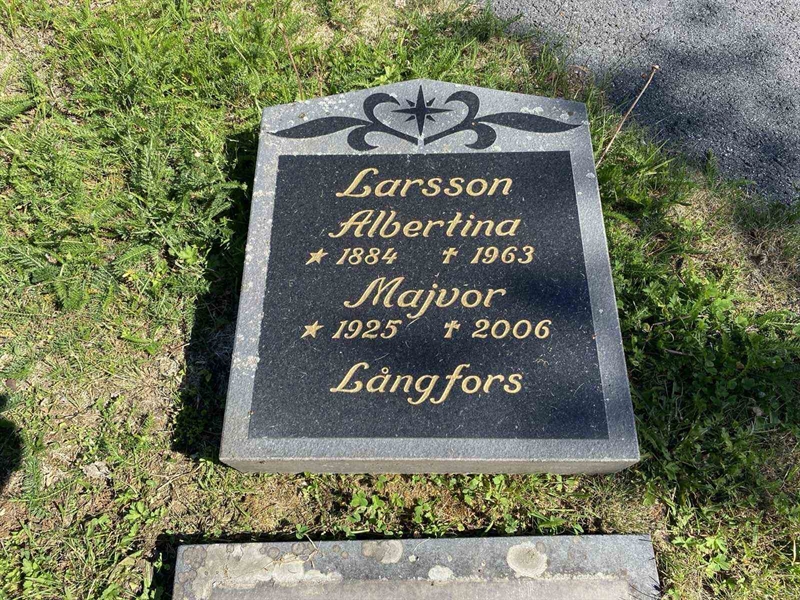 Larsson
Albertina
★ 1884 ✝ 1963
Majvor
★ 1925 ✝ 2006
Långfors